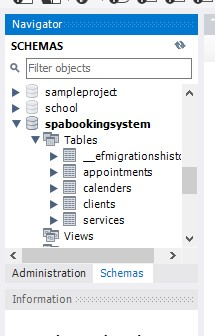 Navigator
SCHEMAS
Filter objects
sampleproject
school
spabookingsystem
Tables
__efmigrationshisto
appointments
calenders
clients
services
Views
Administration Schemas
Information